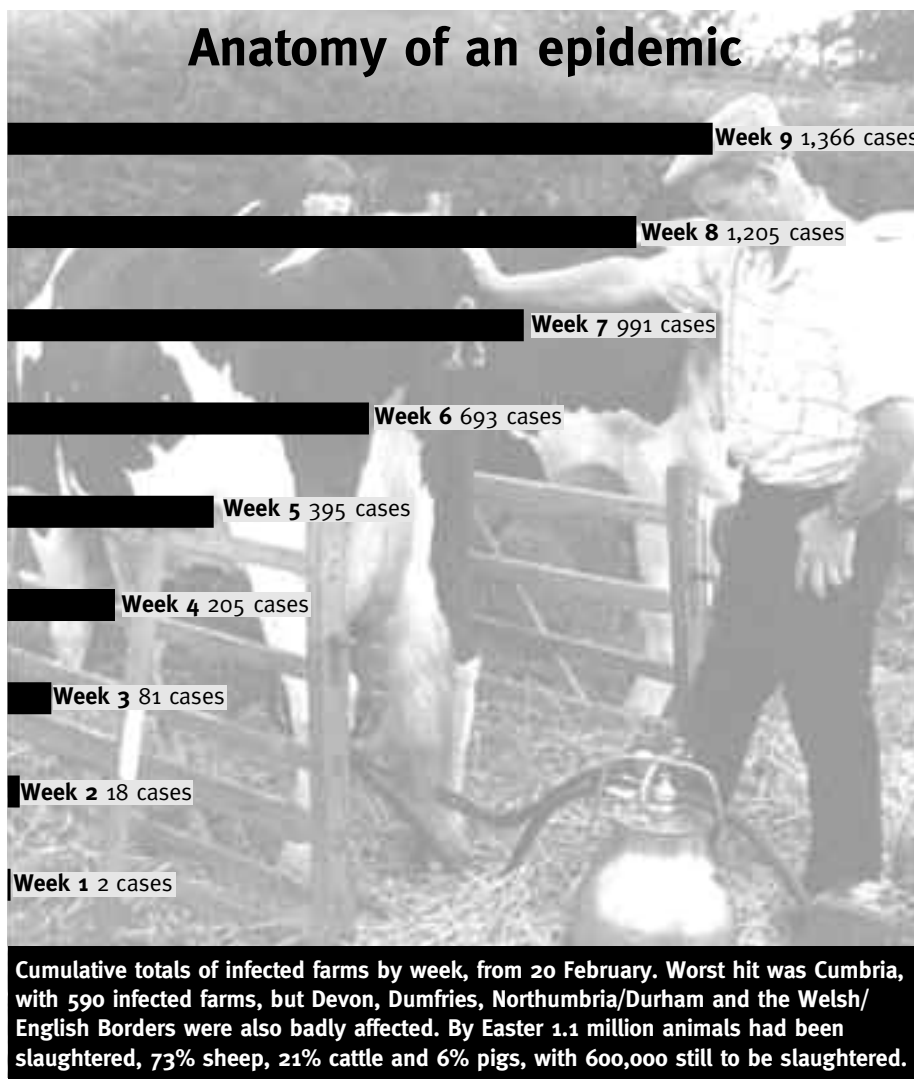 Anatomy of an epidemic
Week 9 1,366 cases
Week 8 1,205 cases
Week 7 991 cases
Week 6 693 cases
Week 5 395 cases
Week 4 205 cases
Week 3 81 cases
Week 2 18 cases
Week 1 2 cases
Cumulative totals of infected farms by week, from 20 February. Worst hit was Cumbria,
with 590 infected farms, but Devon, Dumfries, Northumbria/Durham and the Welsh/
English Borders were also badly affected. By Easter 1.1 million animals had been
slaughtered, 73% sheep, 21% cattle and 6% pigs, with 600,000 still to be slaughtered.